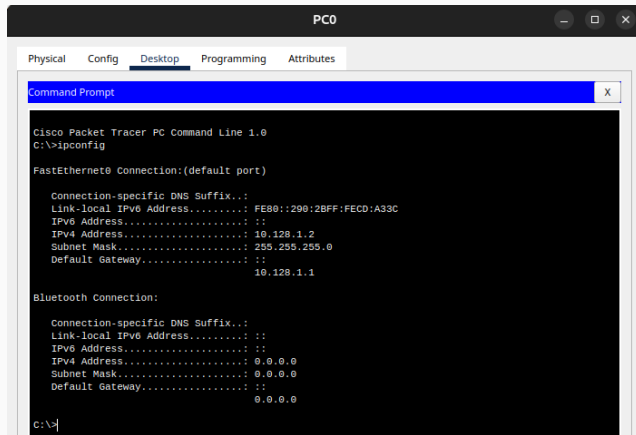 PC0
Physical Config Desktop Programming Attributes
Command Prompt X
Cisco Packet Tracer PC Command Line 1.0
C:\>ipconfig
FastEthernet0 Connection:(default port)
Connection-specific DNS Suffix..:
Link-local IPv6 Address.........: FE80::290:2BFF:FECD:A33C
IPv6 Address....................: ::
IPv4 Address....................: 10.128.1.2
Subnet Mask.....................: 255.255.255.0
Default Gateway.................: ::
10.128.1.1
Bluetooth Connection:
Connection-specific DNS Suffix..:
Link-local IPv6 Address.........: ::
IPv6 Address....................: ::
IPv4 Address....................: 0.0.0.0
Subnet Mask.....................: 0.0.0.0
Default Gateway.................: ::
0.0.0.0
C:\>